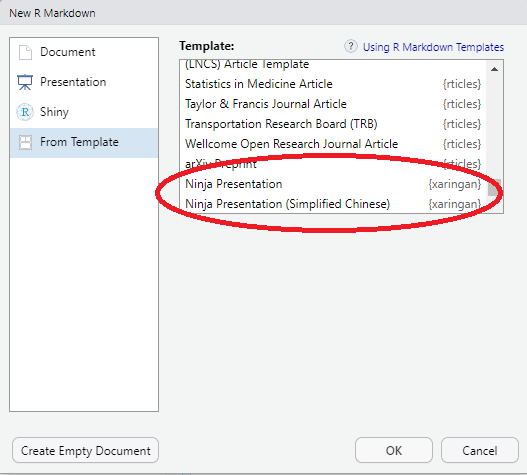 New R Markdown
Document
Presentation
Shiny
From Template
Template:
? Using R Markdown Templates
(LNCS) Article Template
Statistics in Medicine Article {rticles}
Taylor & Francis Journal Article {rticles}
Transportation Research Board (TRB) {rticles}
Wellcome Open Research Journal Article {rticles}
arXiv Preprint {rticles}
Ninja Presentation {xaringan}
Ninja Presentation (Simplified Chinese) {xaringan}
Create Empty Document
OK
Cancel